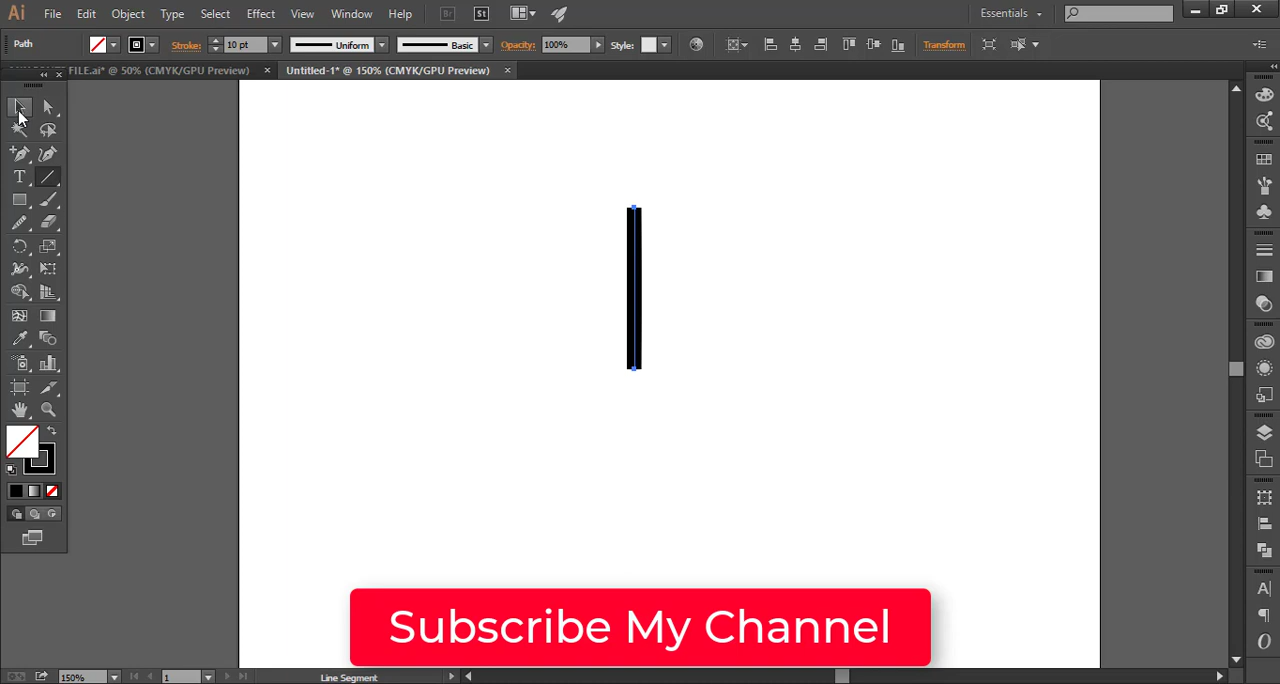 Ai File Edit Object Type Select Effect View Window Help Br St Essentials
Path Stroke: 10 pt Uniform Basic Opacity: 100% Style: Transform
FILE.ai* @ 50% (CMYK/GPU Preview) × Untitled-1* @ 150% (CMYK/GPU Preview) ×
Subscribe My Channel
150% 1 Line Segment